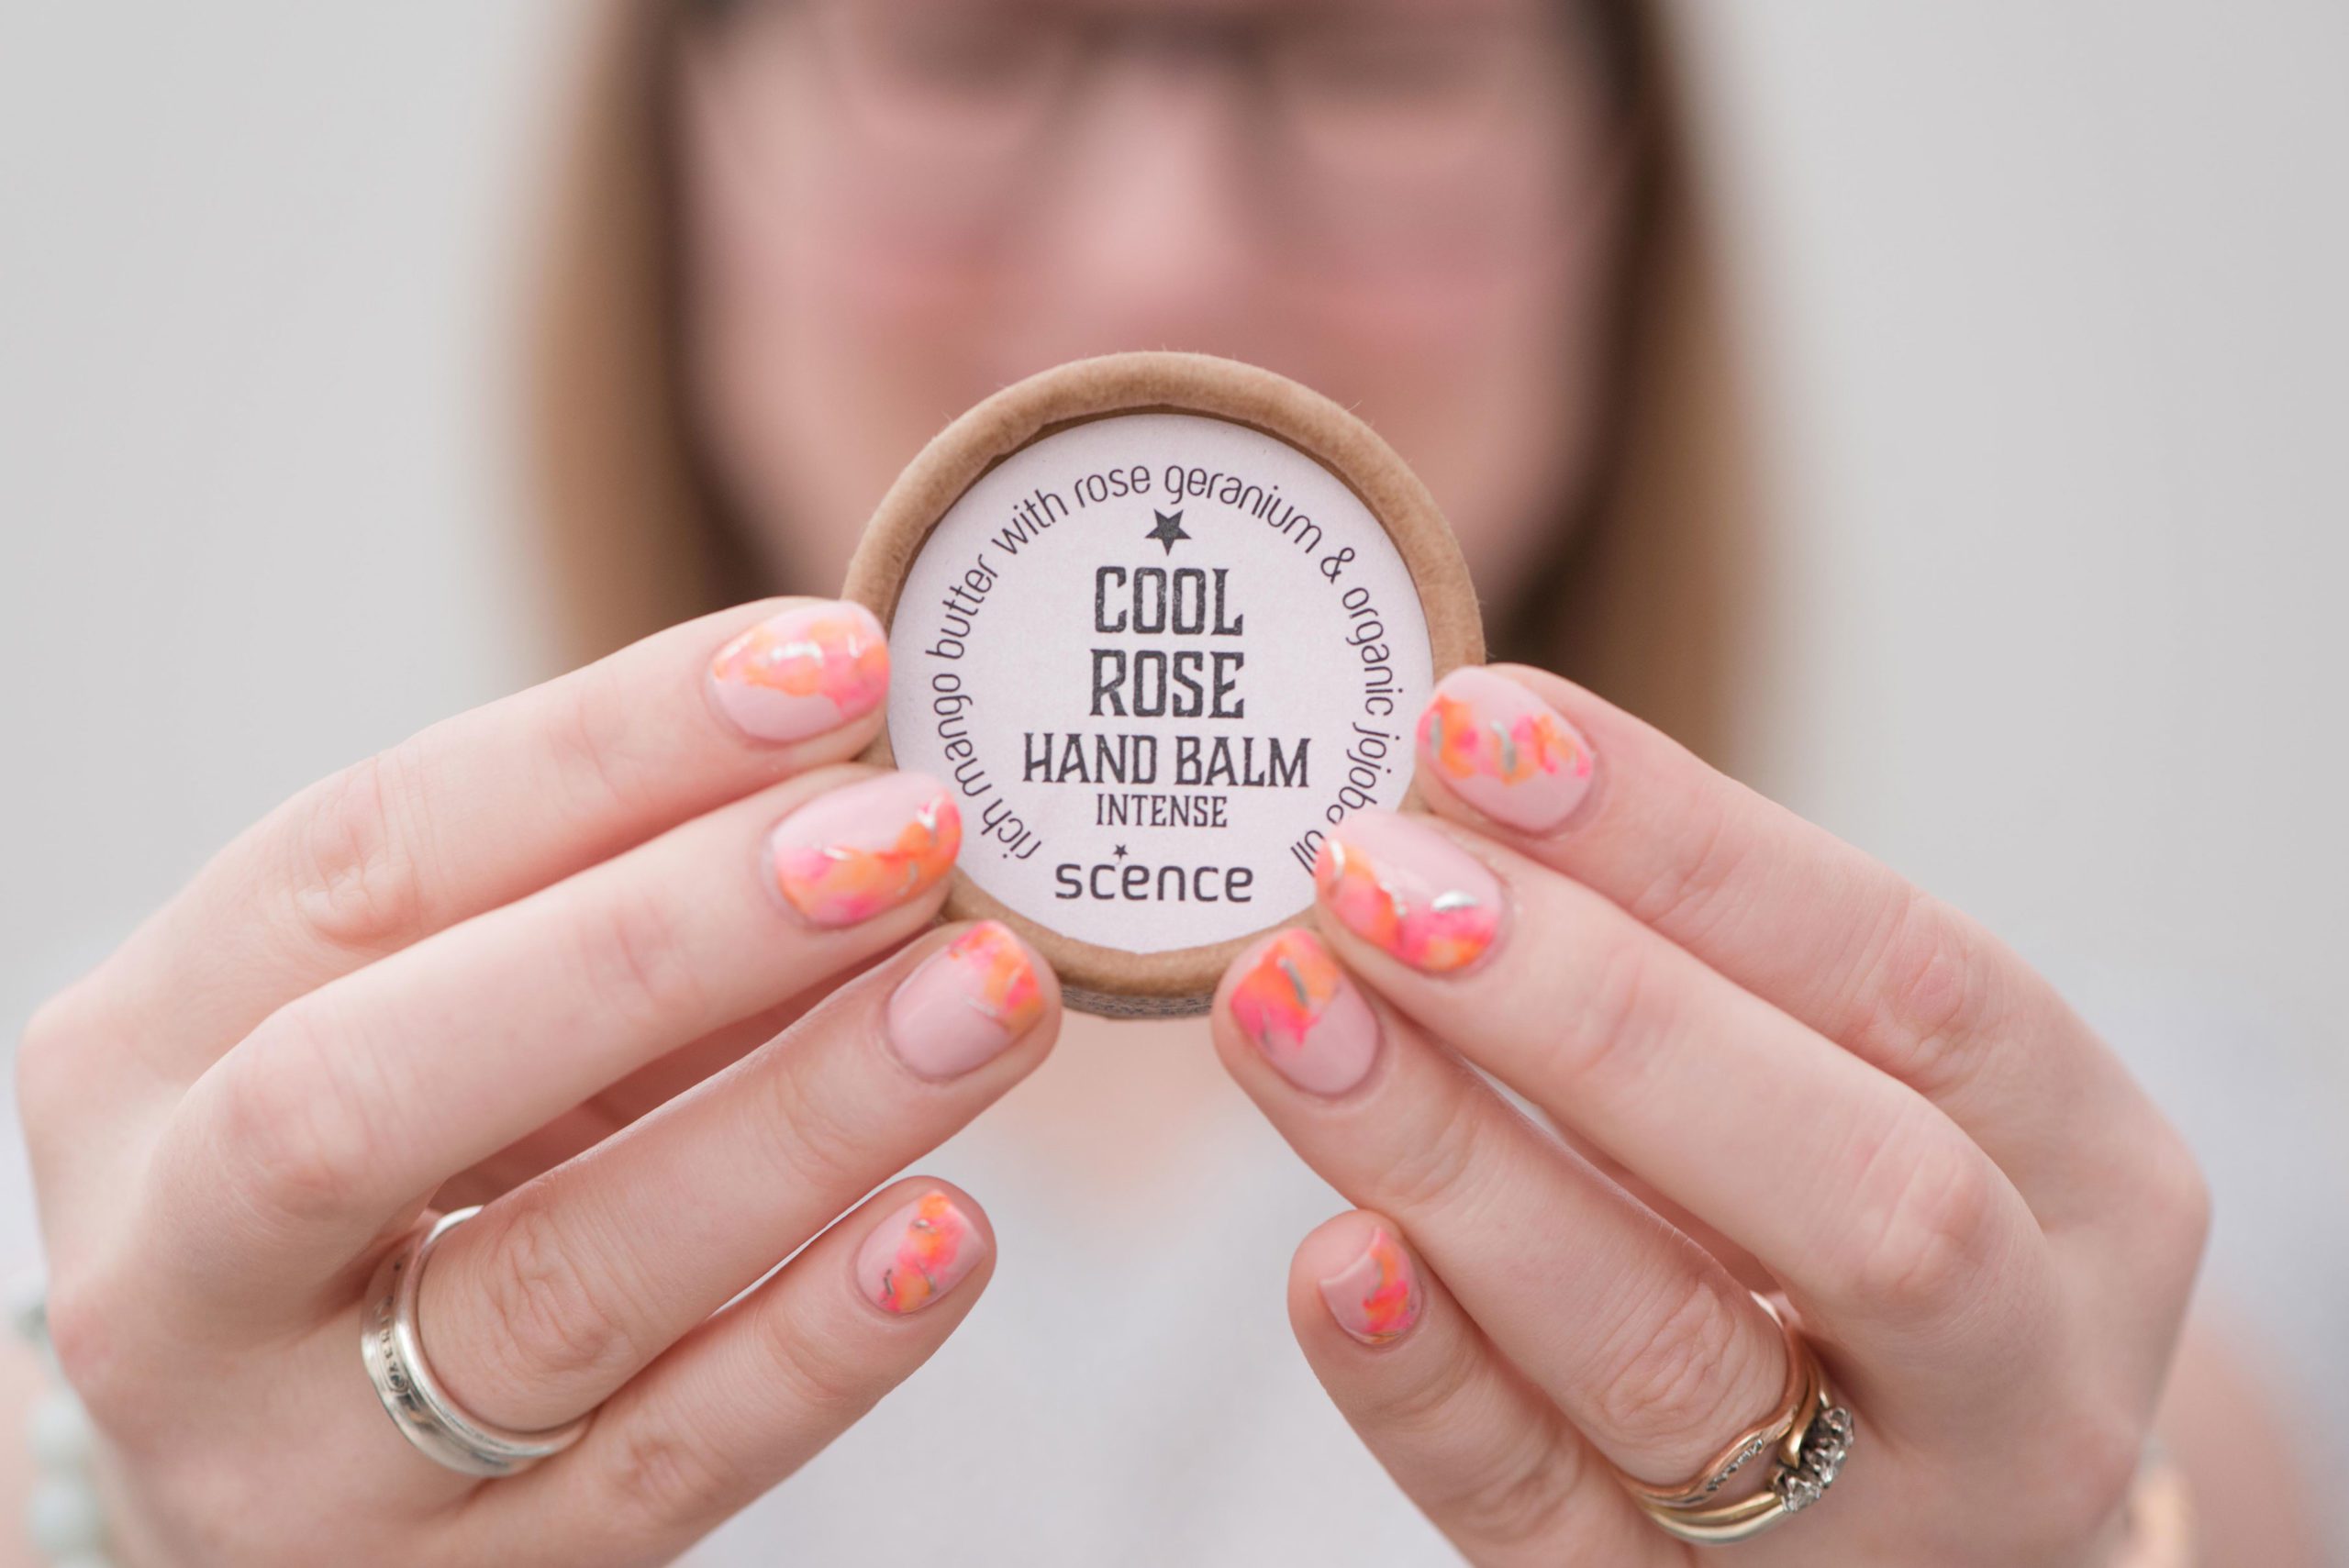 rich mango butter with rose geranium & organic jojoba oil
COOL
ROSE
HAND BALM
INTENSE
scence